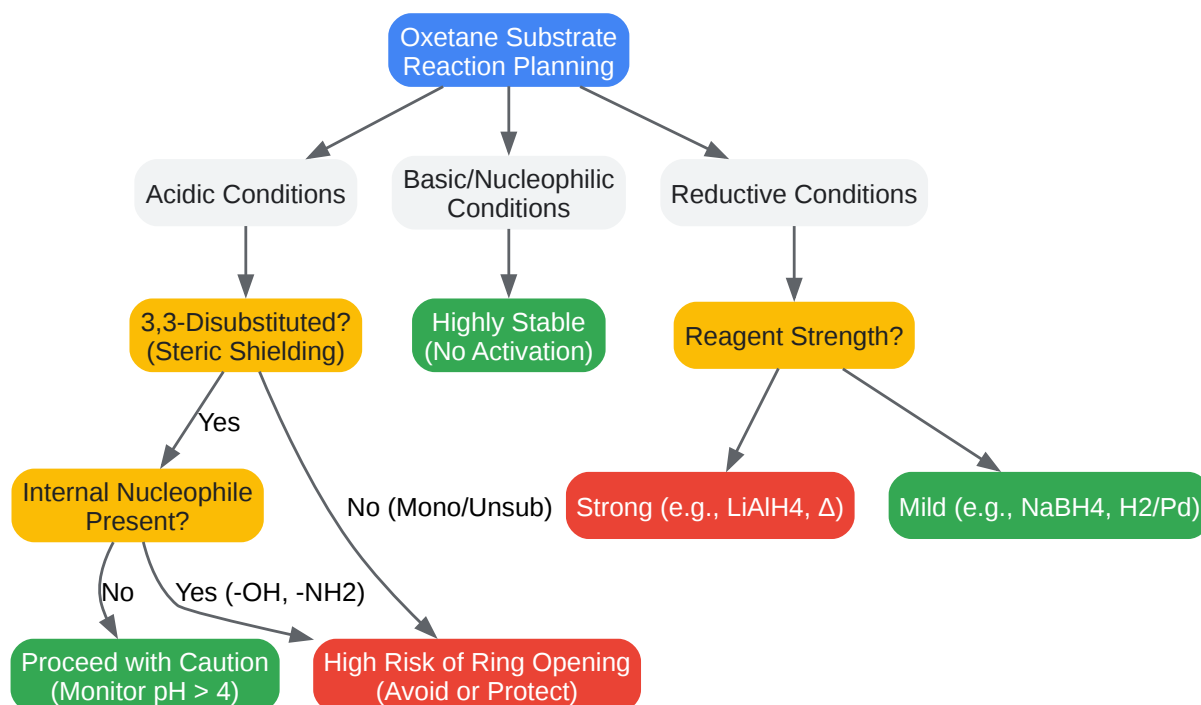 Oxetane Substrate
Reaction Planning
Acidic Conditions
Basic/Nucleophilic
Conditions
Reductive Conditions
3,3-Disubstituted?
(Steric Shielding)
Highly Stable
(No Activation)
Reagent Strength?
Yes
Internal Nucleophile
Present?
No (Mono/Unsub)
Strong (e.g., LiAlH4, Δ)
Mild (e.g., NaBH4, H2/Pd)
No
Yes (-OH, -NH2)
Proceed with Caution
(Monitor pH > 4)
High Risk of Ring Opening
(Avoid or Protect)